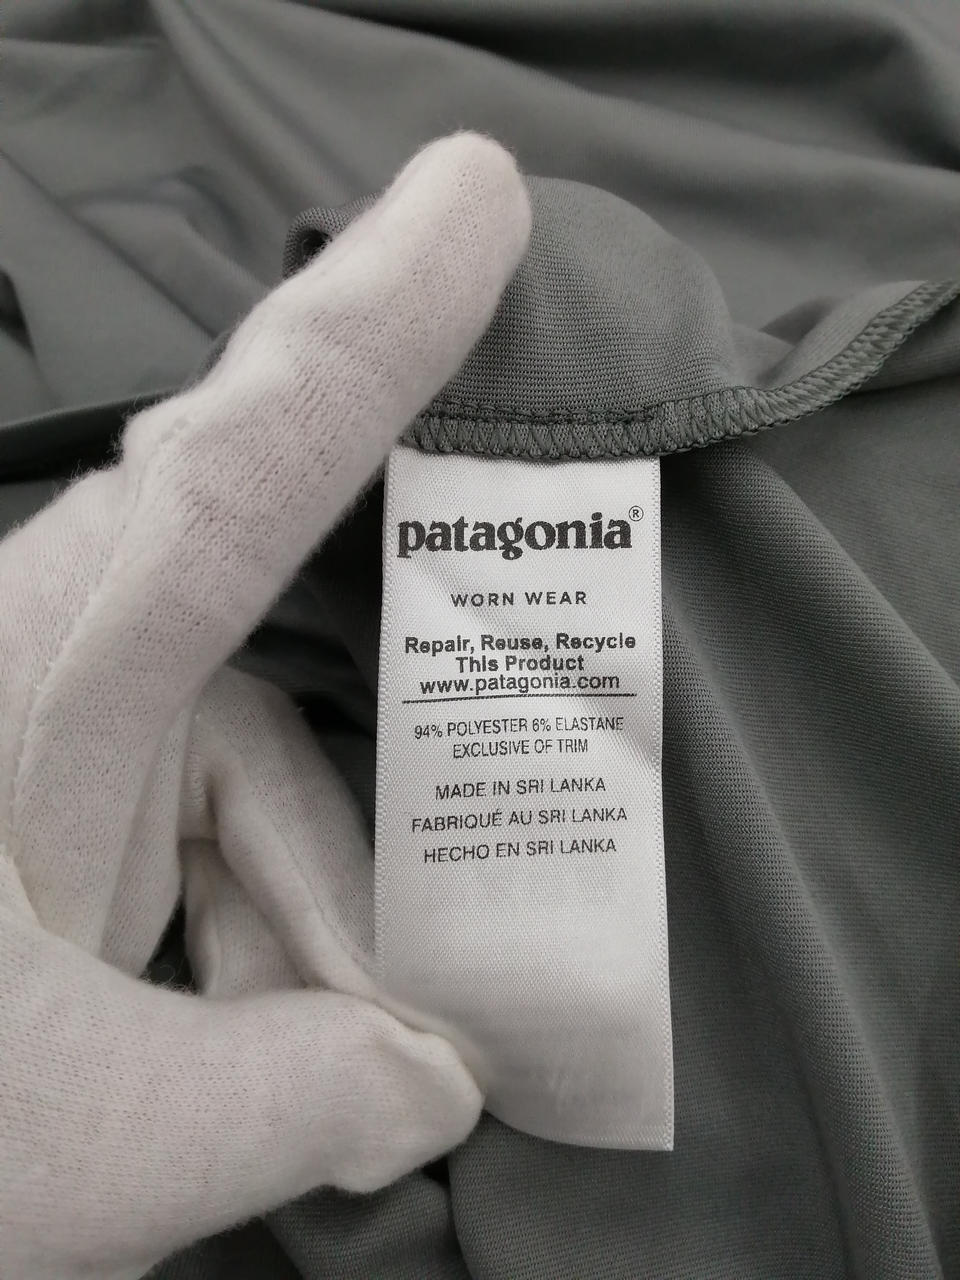 patagonia®
WORN WEAR
Repair, Reuse, Recycle
This Product
www.patagonia.com
94% POLYESTER 6% ELASTANE
EXCLUSIVE OF TRIM
MADE IN SRI LANKA
FABRIQUÉ AU SRI LANKA
HECHO EN SRI LANKA